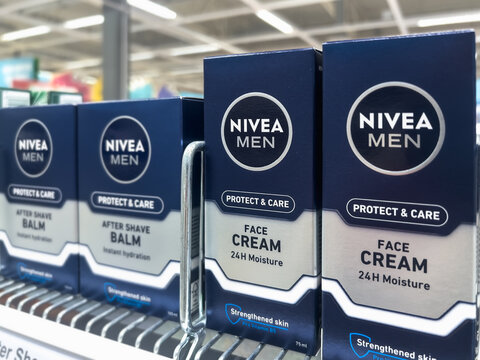 NIVEA
MEN
PROTECT & CARE
AFTER SHAVE
BALM
Instant hydration
Strengthened skin
NIVEA
MEN
PROTECT & CARE
AFTER SHAVE
BALM
Instant hydration
Strengthened skin
NIVEA
MEN
PROTECT & CARE
FACE
CREAM
24H Moisture
Strengthened skin
75 ml
NIVEA
MEN
PROTECT & CARE
FACE
CREAM
24H Moisture
Strengthened skin